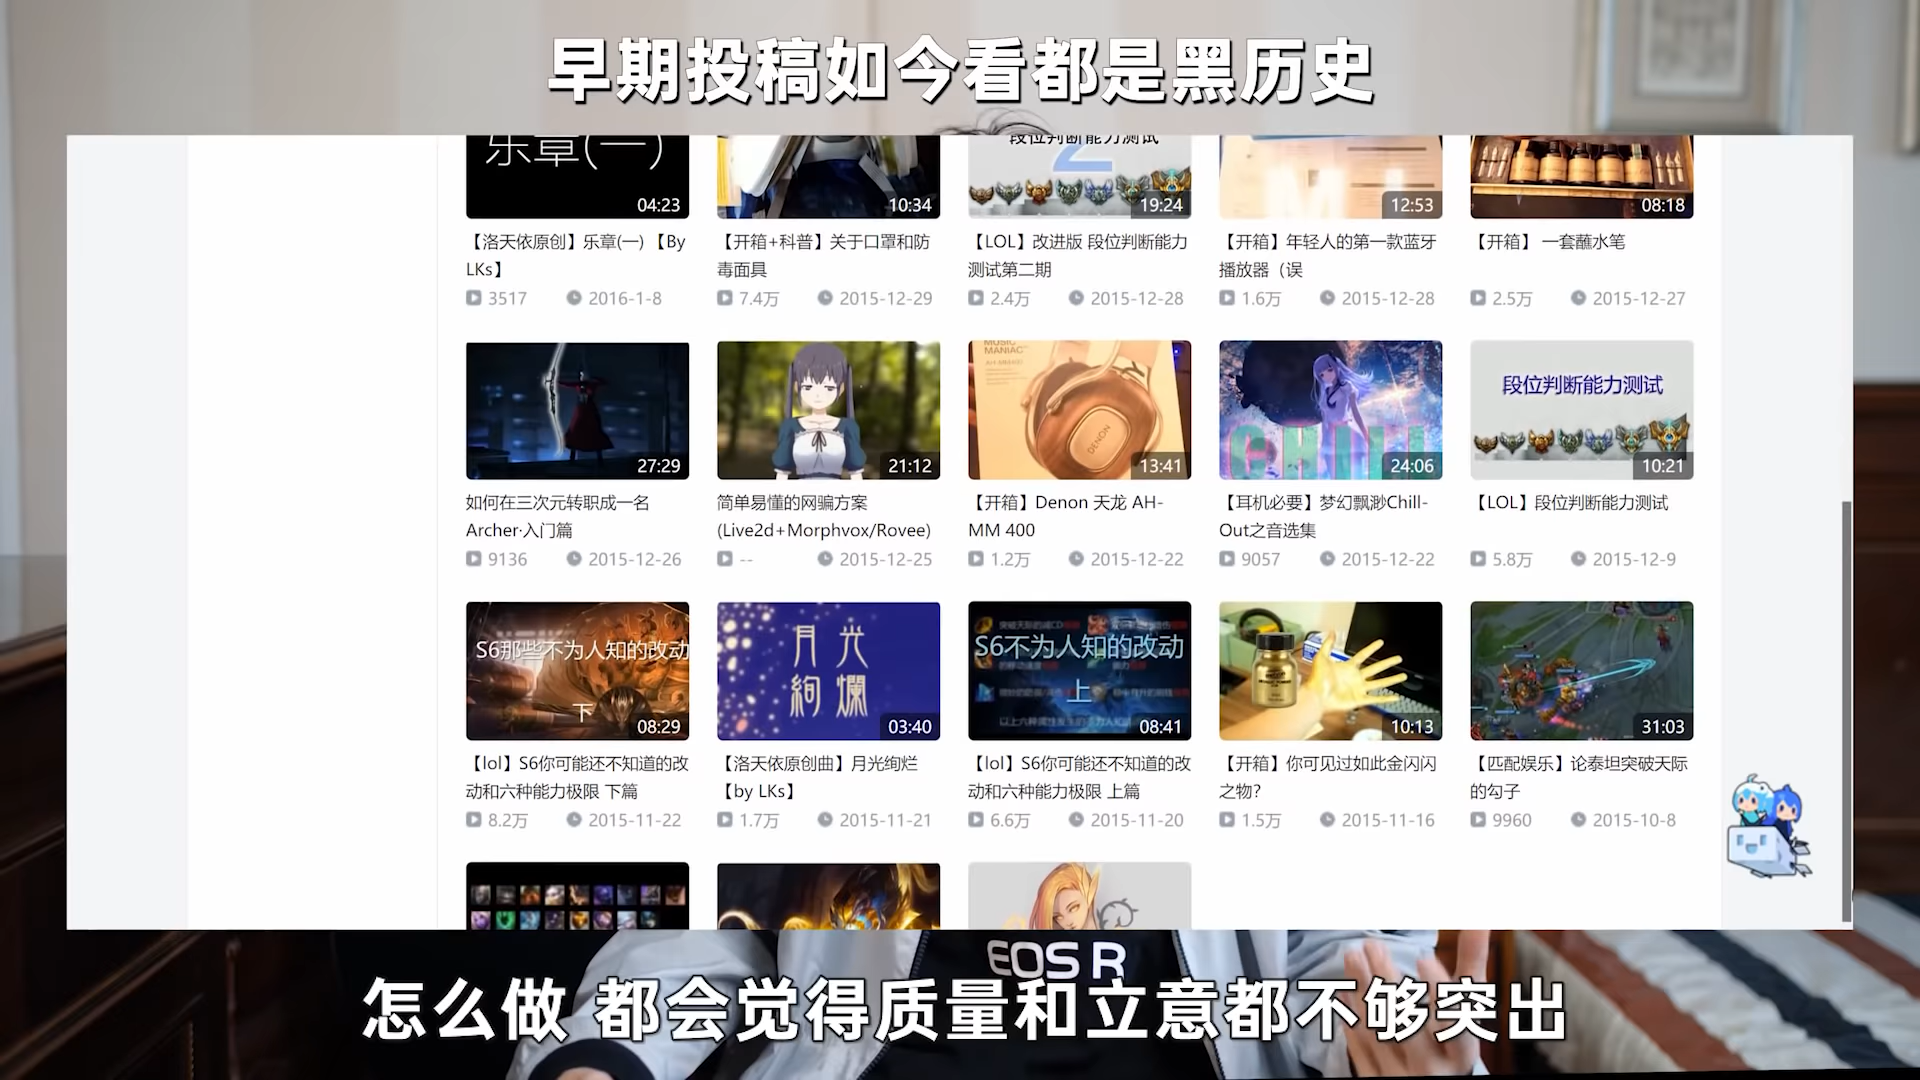 早期投稿如今看都是黑历史
乐章(一)
04:23
10:34
段位判断能力测试
2
19:24
12:53
08:18
【洛天依原创】乐章(一) 【By
LKs】
3517 2016-1-8
【开箱+科普】关于口罩和防
毒面具
7.4万 2015-12-29
【LOL】改进版 段位判断能力
测试第二期
2.4万 2015-12-28
【开箱】年轻人的第一款蓝牙
播放器（误
1.6万 2015-12-28
【开箱】 一套蘸水笔
2.5万 2015-12-27
27:29
21:12
MUSIC
MANIAC
AH-MM400
DENON
13:41
CHILL
24:06
段位判断能力测试
10:21
如何在三次元转职成一名
Archer·入门篇
9136 2015-12-26
简单易懂的网骗方案
(Live2d+Morphvox/Rovee)
-- 2015-12-25
【开箱】Denon 天龙 AH-
MM 400
1.2万 2015-12-22
【耳机必要】梦幻飘渺Chill-
Out之音选集
9057 2015-12-22
【LOL】段位判断能力测试
5.8万 2015-12-9
S6那些不为人知的改动
下
08:29
月光
絢爛
03:40
S6不为人知的改动
上
08:41
10:13
31:03
【lol】S6你可能还不知道的改
动和六种能力极限 下篇
8.2万 2015-11-22
【洛天依原创曲】月光绚烂
【by LKs】
1.7万 2015-11-21
【lol】S6你可能还不知道的改
动和六种能力极限 上篇
6.6万 2015-11-20
【开箱】你可见过如此金闪闪
之物？
1.5万 2015-11-16
【匹配娱乐】论泰坦突破天际
的勾子
9960 2015-10-8
EOS R
怎么做 都会觉得质量和立意都不够突出